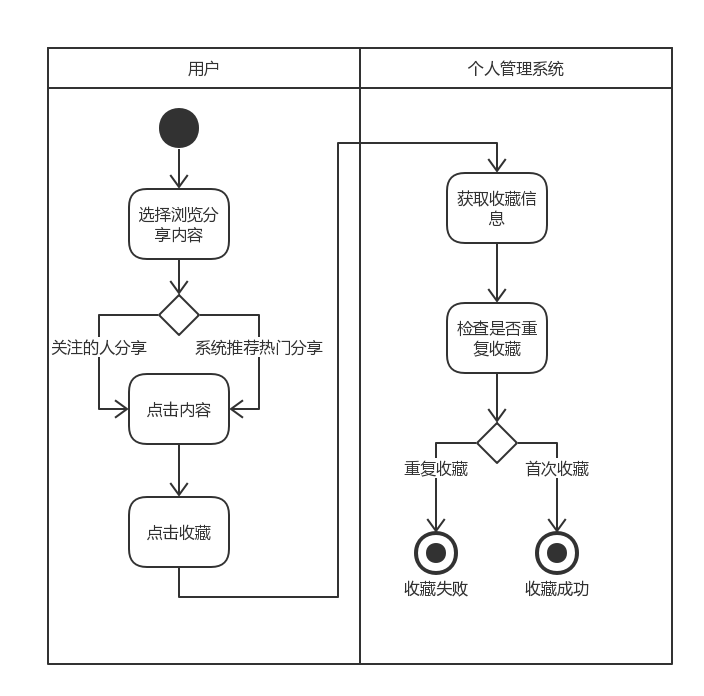 用户
个人管理系统
选择浏览分
享内容
关注的人分享
系统推荐热门分享
点击内容
点击收藏
获取收藏信
息
检查是否重
复收藏
重复收藏
首次收藏
收藏失败
收藏成功